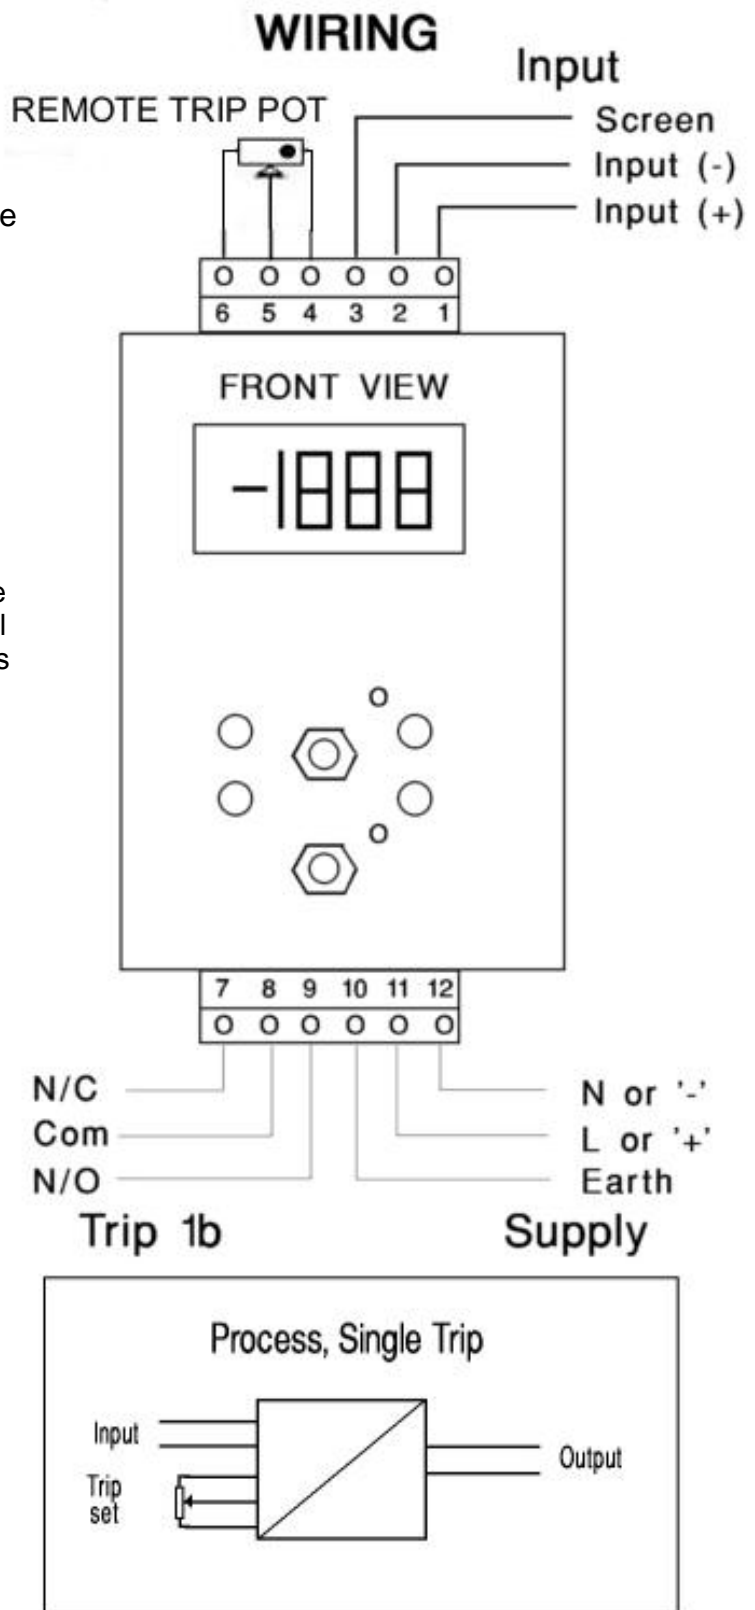 WIRING
Input
REMOTE TRIP POT
Screen
Input (-)
Input (+)
e
6 5 4 3 2 1
FRONT VIEW
-1888
e
l
s
7 8 9 10 11 12
N/C
Com
N/O
N or '-'
L or '+'
Earth
Trip 1b
Supply
Process, Single Trip
Input
Trip
set
Output